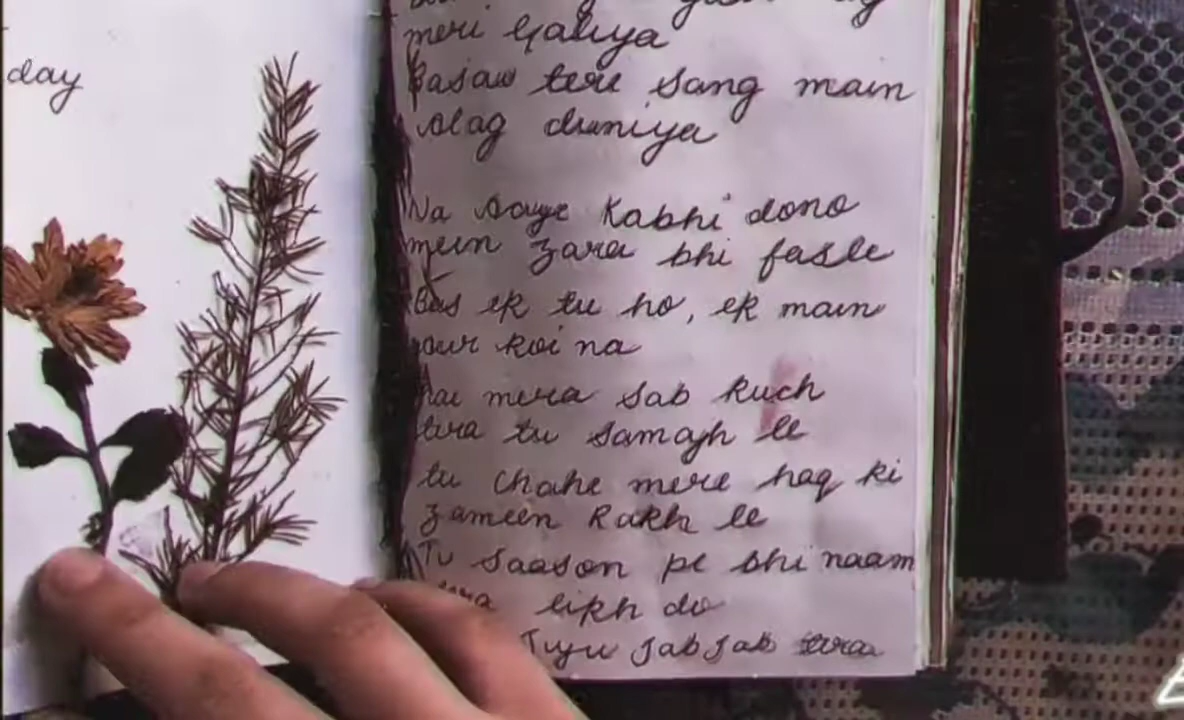 day
meri Galiya
Basau tere sang main
alag duniya
Na aaye Kabhi dono
mein zara bhi fasle
Bas ek tu ho, ek main
aur koi na
hai mera sab kuch
tera tu samajh le
tu chahe mere haq ki
zameen Rakh le
Tu saason pe bhi naam
likh do
Jab Jab tera